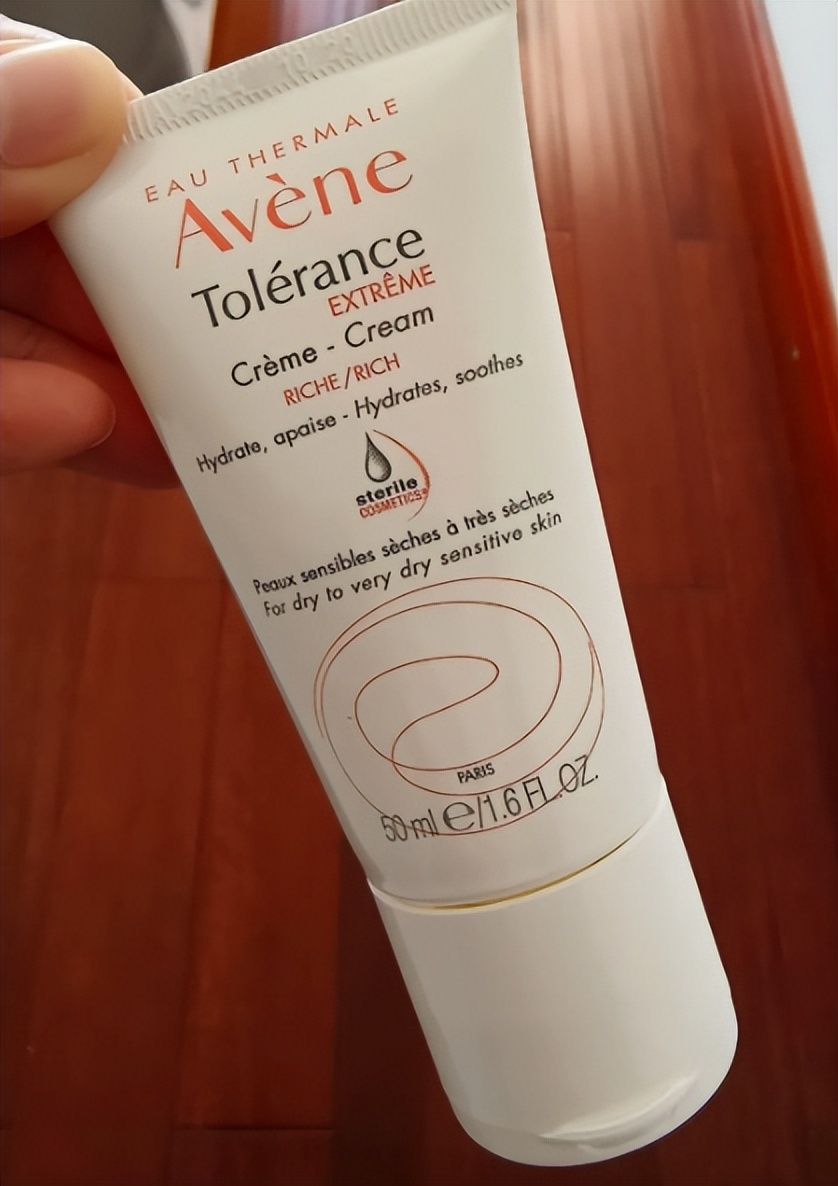 EAU THERMALE
Avène
Tolérance
EXTRÊME
Crème - Cream
RICHE/RICH
Hydrate, apaise - Hydrates, soothes
sterile
COSMETICS®
Peaux sensibles sèches à très sèches
For dry to very dry sensitive skin
PARIS
50 ml e/1.6 FL.OZ.